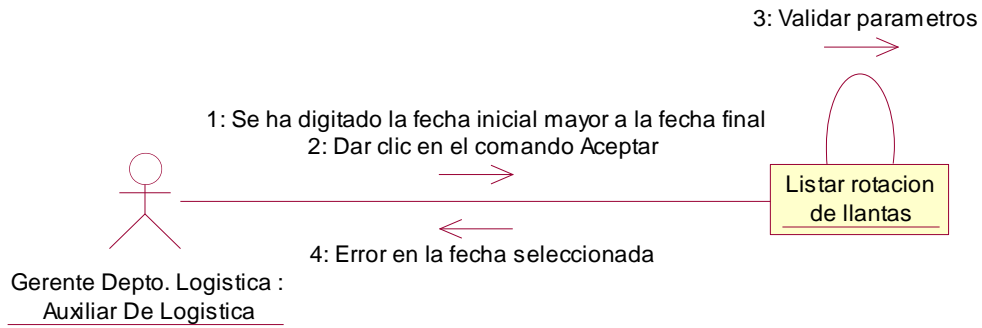 3: Validar parametros
1: Se ha digitado la fecha inicial mayor a la fecha final
2: Dar clic en el comando Aceptar
Listar rotacion
de llantas
4: Error en la fecha seleccionada
Gerente Depto. Logistica :
Auxiliar De Logistica